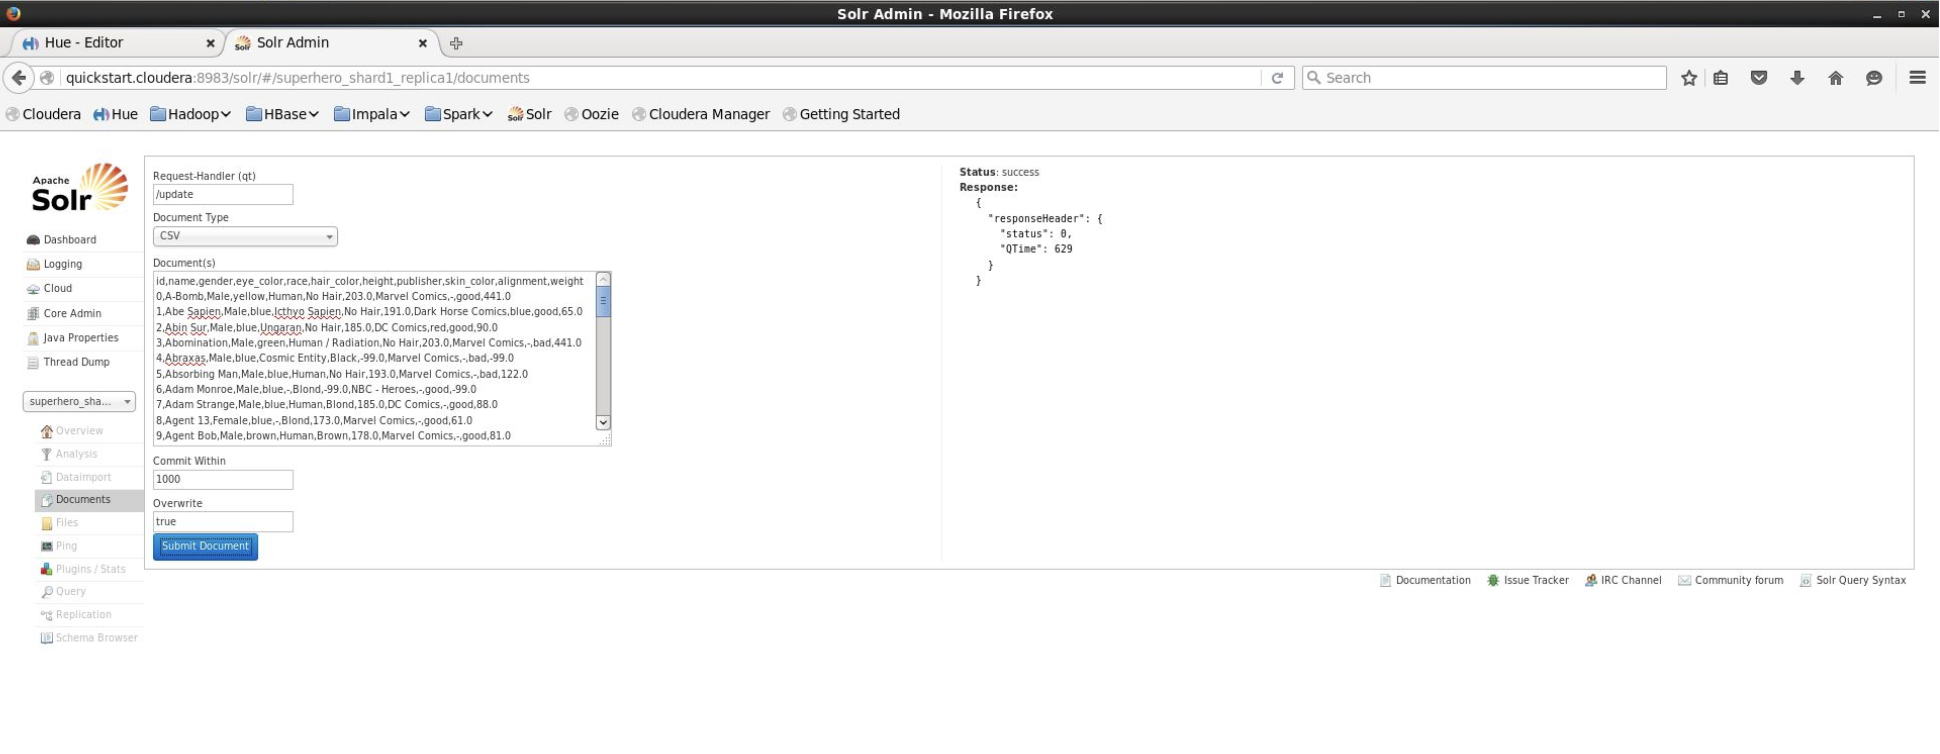 Solr Admin - Mozilla Firefox
Hue - Editor
Solr Admin
quickstart.cloudera:8983/solr/#/superhero_shard1_replica1/documents
Search
Cloudera Hue Hadoop HBase Impala Spark Solr Oozie Cloudera Manager Getting Started
Apache
Solr
Dashboard
Logging
Cloud
Core Admin
Java Properties
Thread Dump
superhero_sha...
Overview
Analysis
Dataimport
Documents
Files
Ping
Plugins / Stats
Query
Replication
Schema Browser
Request-Handler (qt)
/update
Document Type
CSV
Document(s)
id,name,gender,eye_color,race,hair_color,height,publisher,skin_color,alignment,weight
0,A-Bomb,Male,yellow,Human,No Hair,203.0,Marvel Comics,-,good,441.0
1,Abe Sapien,Male,blue,Icthyo Sapien,No Hair,191.0,Dark Horse Comics,blue,good,65.0
2,Abin Sur,Male,blue,Ungaran,No Hair,185.0,DC Comics,red,good,90.0
3,Abomination,Male,green,Human / Radiation,No Hair,203.0,Marvel Comics,-,bad,441.0
4,Abraxas,Male,blue,Cosmic Entity,Black,-99.0,Marvel Comics,-,bad,-99.0
5,Absorbing Man,Male,blue,Human,No Hair,193.0,Marvel Comics,-,bad,122.0
6,Adam Monroe,Male,blue,-,Blond,-99.0,NBC - Heroes,-,good,-99.0
7,Adam Strange,Male,blue,Human,Blond,185.0,DC Comics,-,good,88.0
8,Agent 13,Female,blue,-,Blond,173.0,Marvel Comics,-,good,61.0
9,Agent Bob,Male,brown,Human,Brown,178.0,Marvel Comics,-,good,81.0
Commit Within
1000
Overwrite
true
Submit Document
Status: success
Response:
{
"responseHeader": {
"status": 0,
"QTime": 629
}
}
Documentation Issue Tracker IRC Channel Community forum Solr Query Syntax